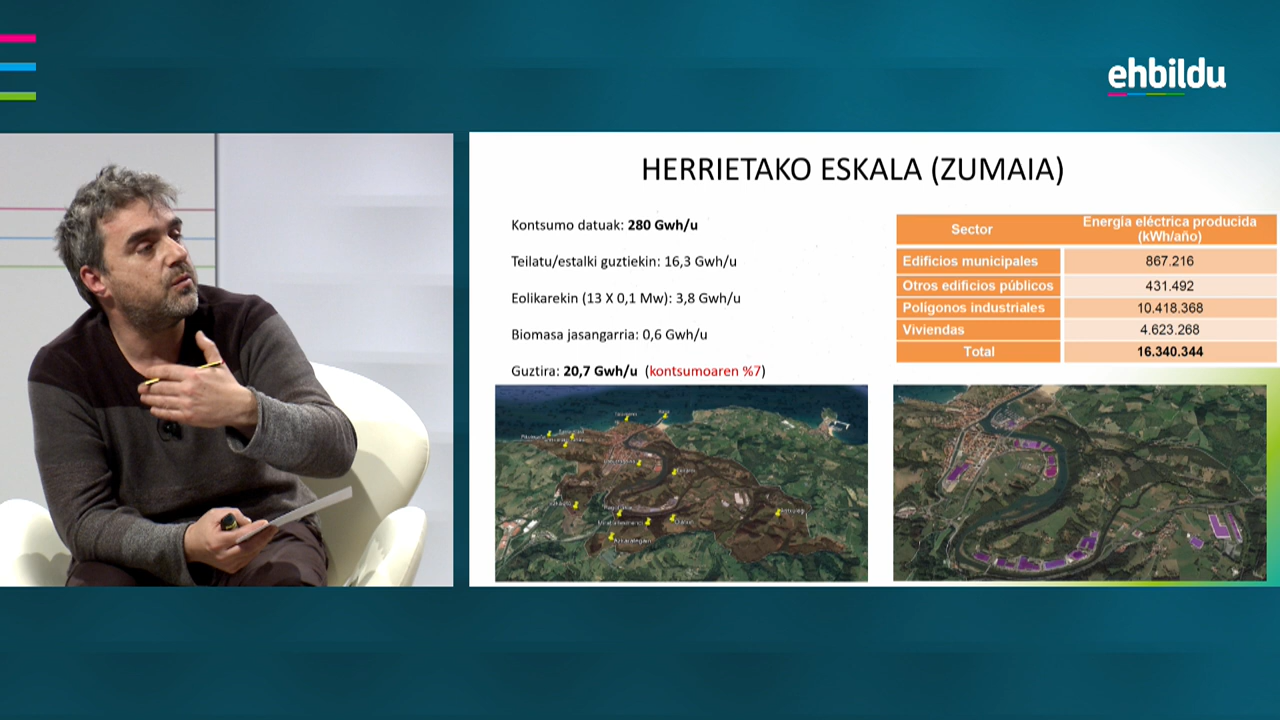 ehbildu
HERRIETAKO ESKALA (ZUMAIA)
Kontsumo datuak: 280 Gwh/u
Teilatu/estalki guztiekin: 16,3 Gwh/u
Eolikarekin (13 X 0,1 Mw): 3,8 Gwh/u
Biomasa jasangarria: 0,6 Gwh/u
Guztira: 20,7 Gwh/u (kontsumoaren %7)
Sector
Energía eléctrica producida
(kWh/año)
Edificios municipales 867.216
Otros edificios públicos 431.492
Polígonos industriales 10.418.368
Viviendas 4.623.268
Total 16.340.344